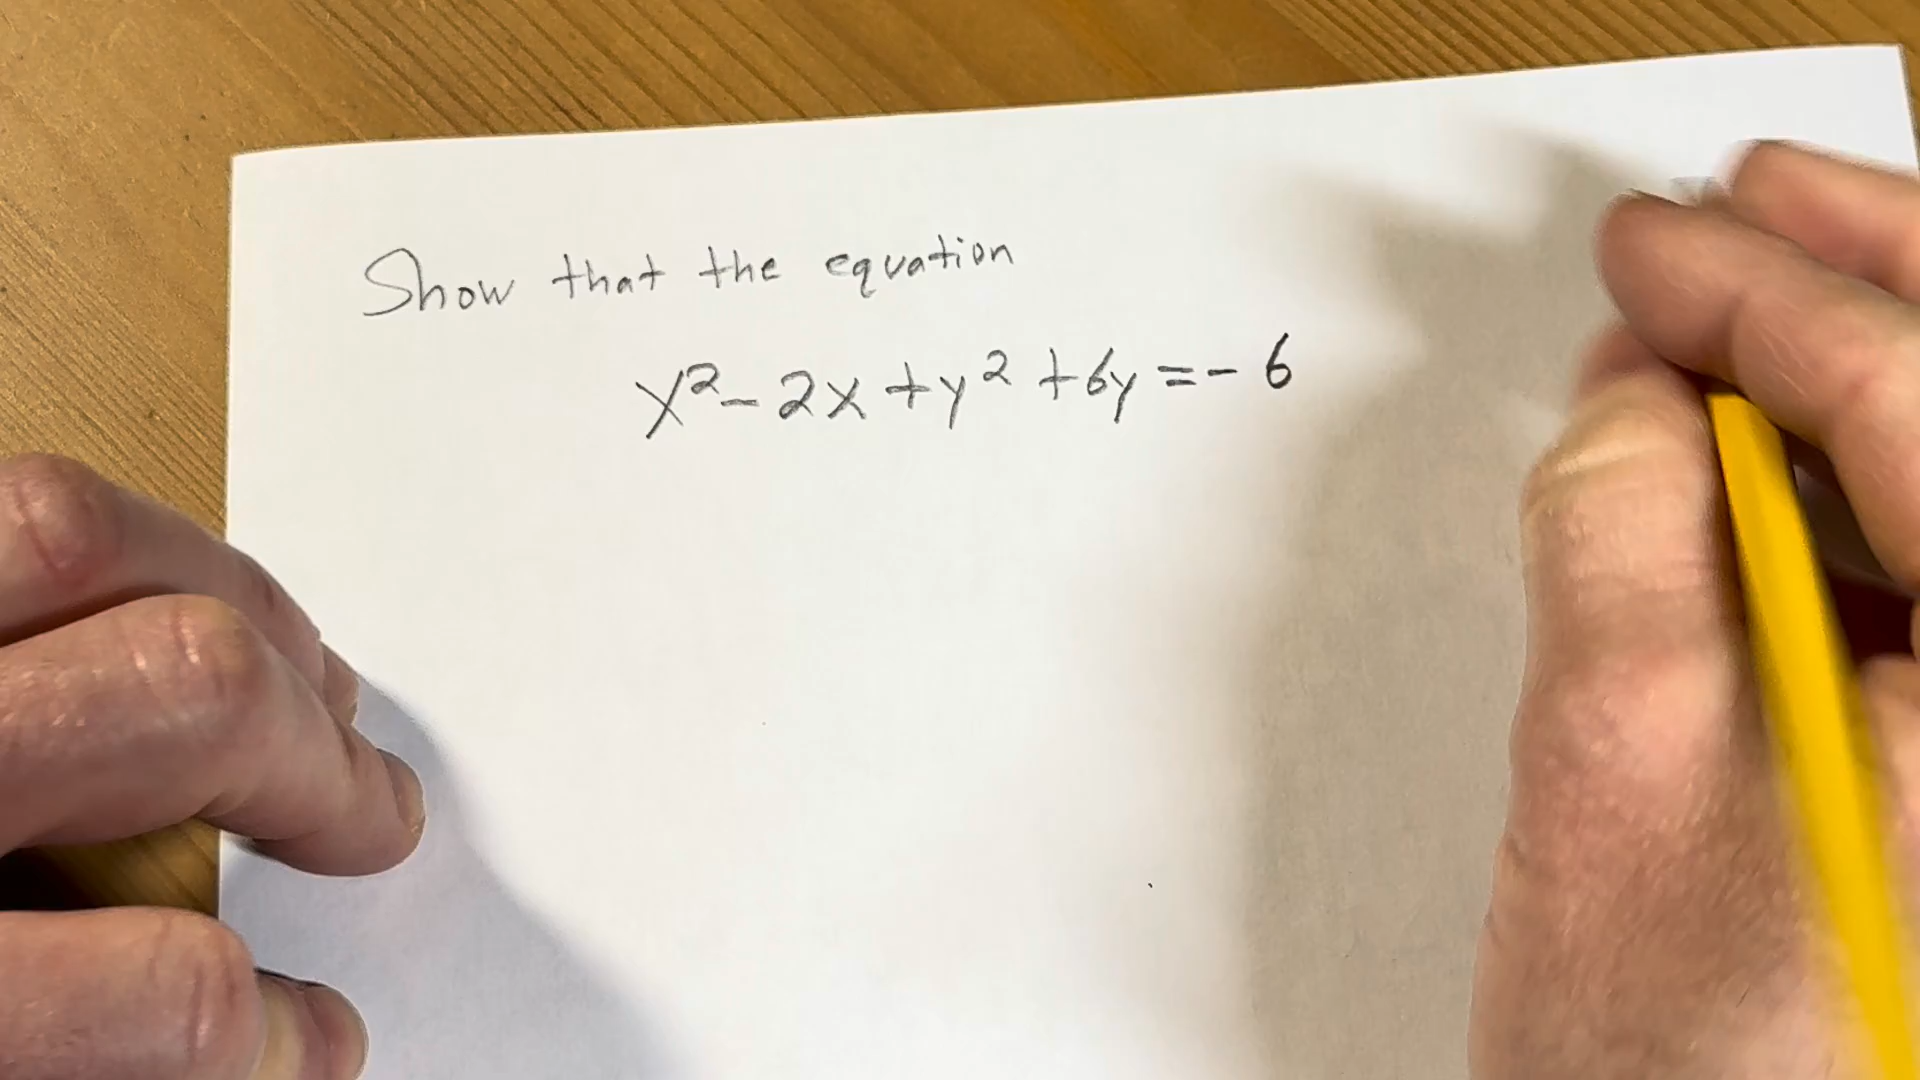 Show that the equation
x² - 2x + y² + 6y = - 6